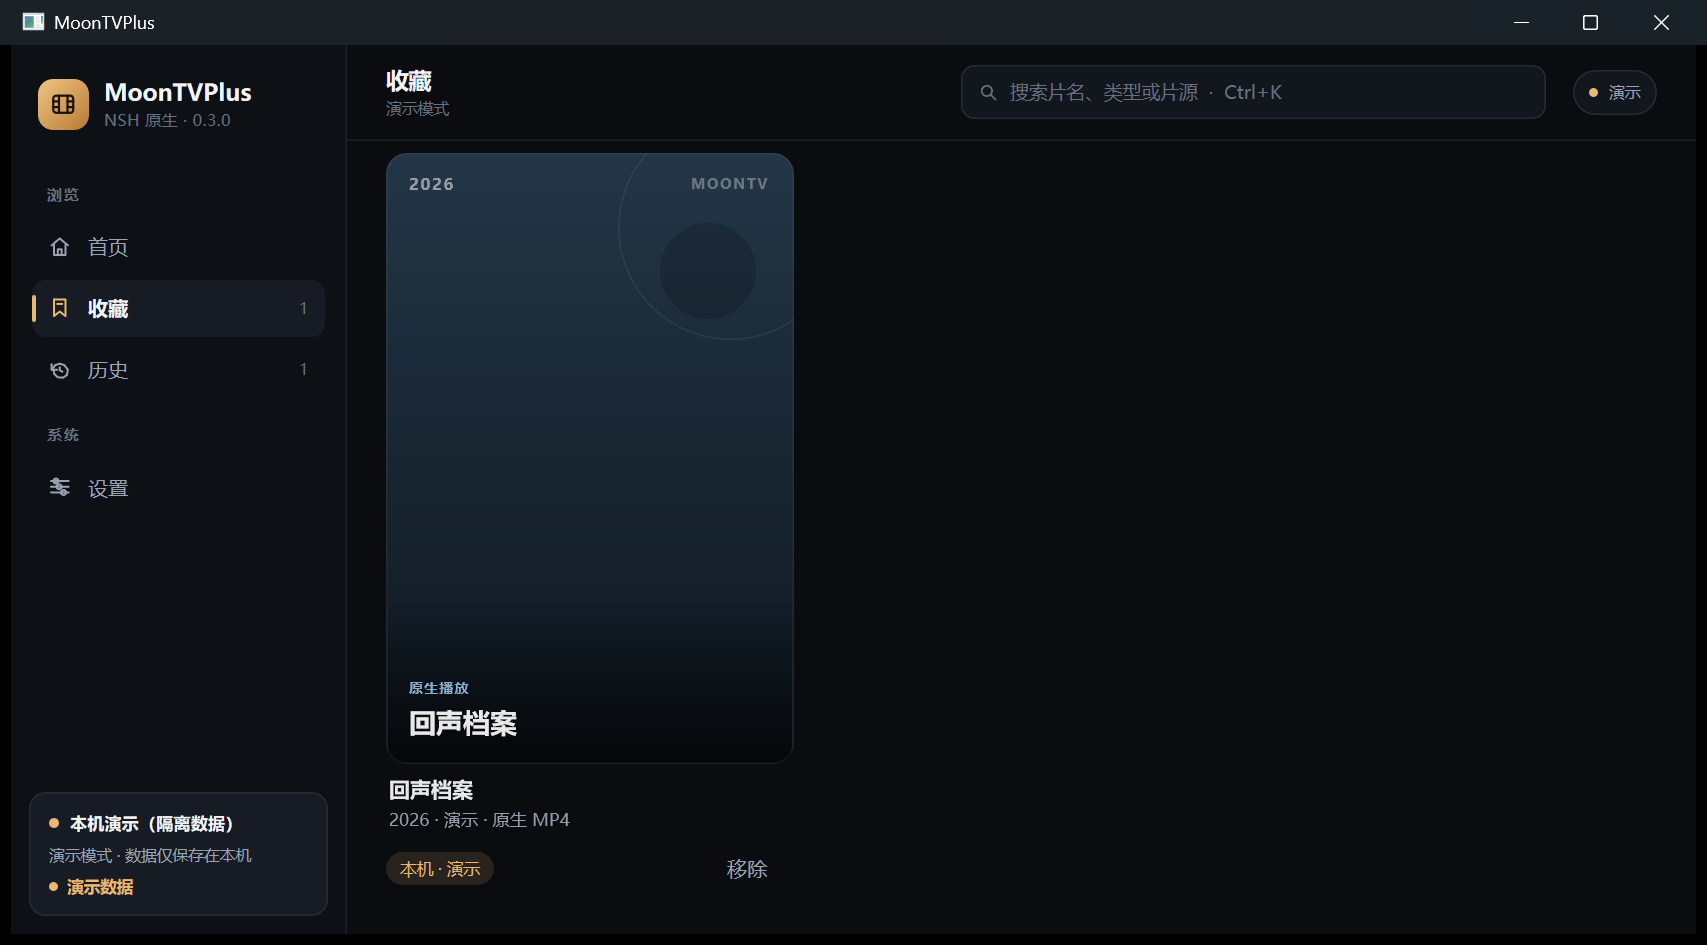 MoonTVPlus
MoonTVPlus
NSH 原生 · 0.3.0
浏览
首页
收藏 1
历史 1
系统
设置
本机演示（隔离数据）
演示模式 · 数据仅保存在本机
演示数据
收藏
演示模式
搜索片名、类型或片源 · Ctrl+K
演示
2026 MOONTV
原生播放
回声档案
回声档案
2026 · 演示 · 原生 MP4
本机 · 演示 移除